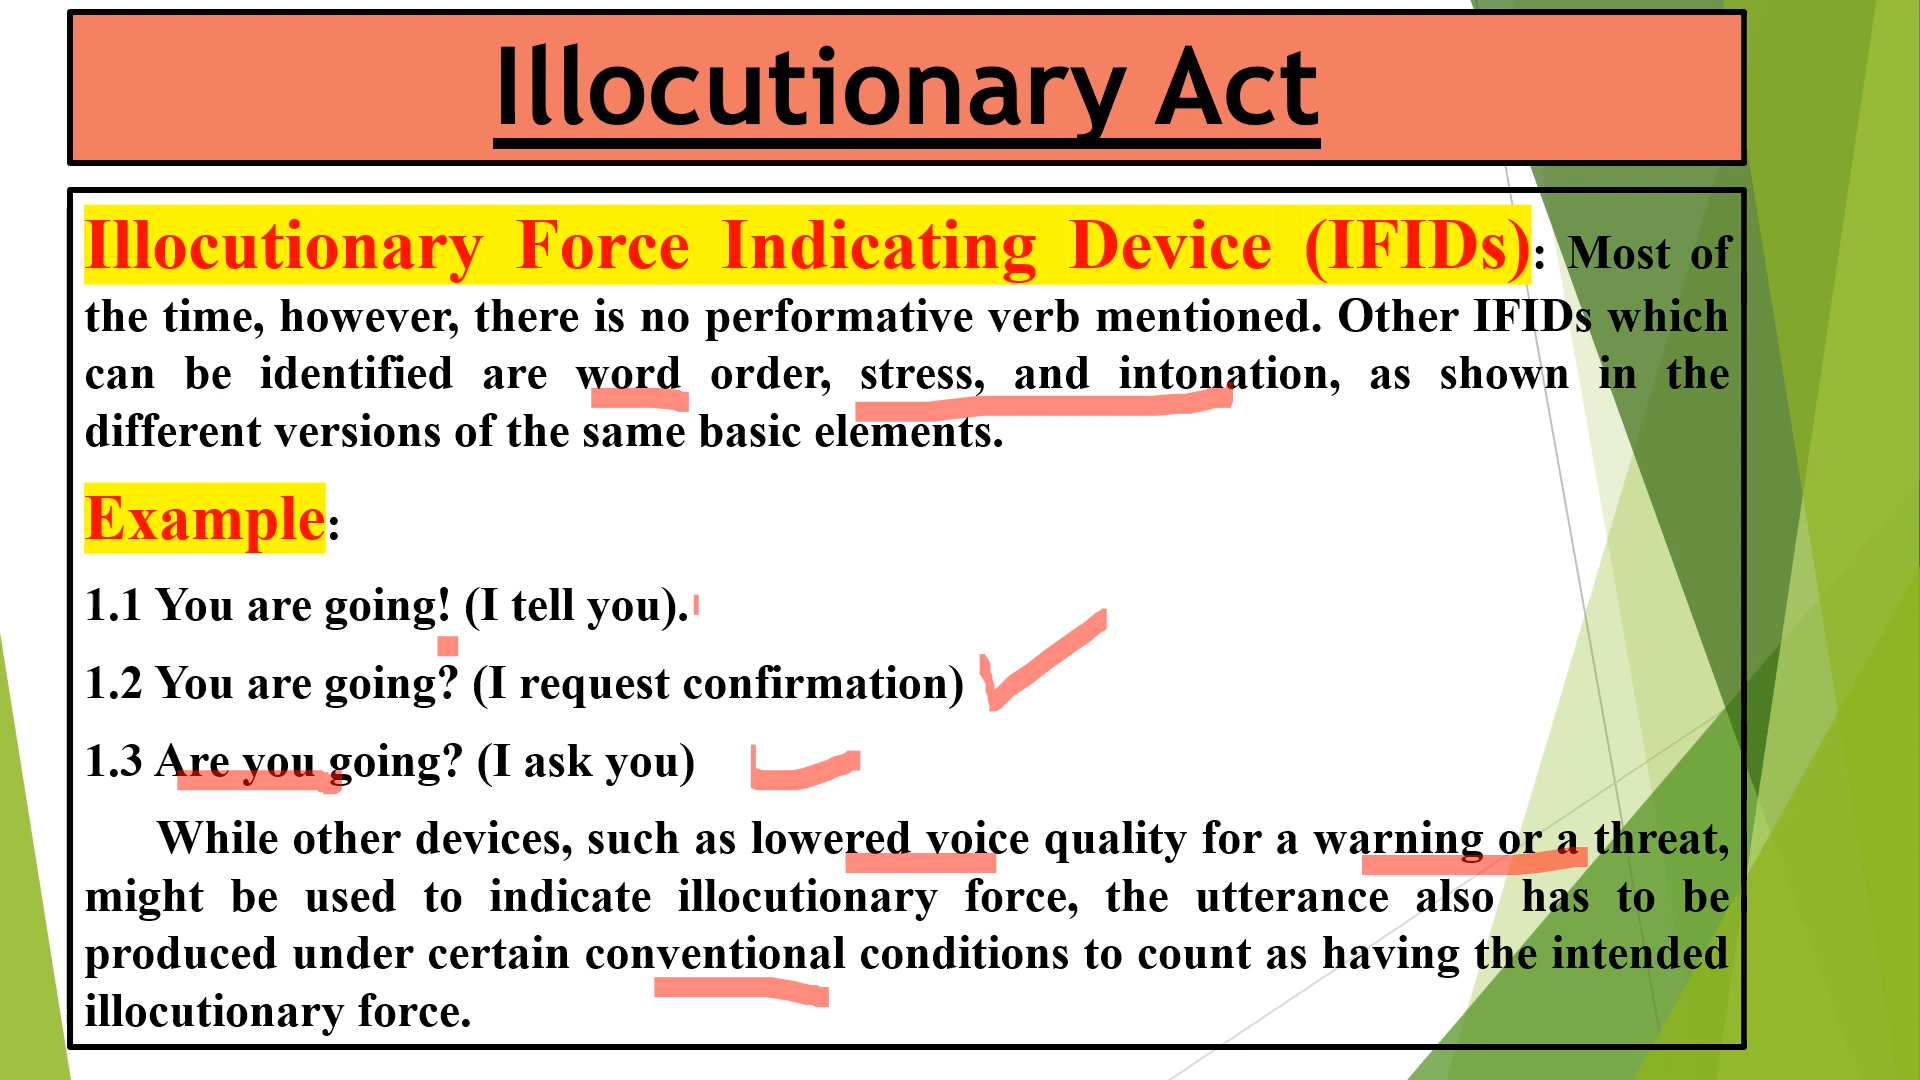 Illocutionary Act
Illocutionary Force Indicating Device (IFIDs): Most of
the time, however, there is no performative verb mentioned. Other IFIDs which
can be identified are word order, stress, and intonation, as shown in the
different versions of the same basic elements.
Example:
1.1 You are going! (I tell you).
1.2 You are going? (I request confirmation)
1.3 Are you going? (I ask you)
While other devices, such as lowered voice quality for a warning or a threat,
might be used to indicate illocutionary force, the utterance also has to be
produced under certain conventional conditions to count as having the intended
illocutionary force.